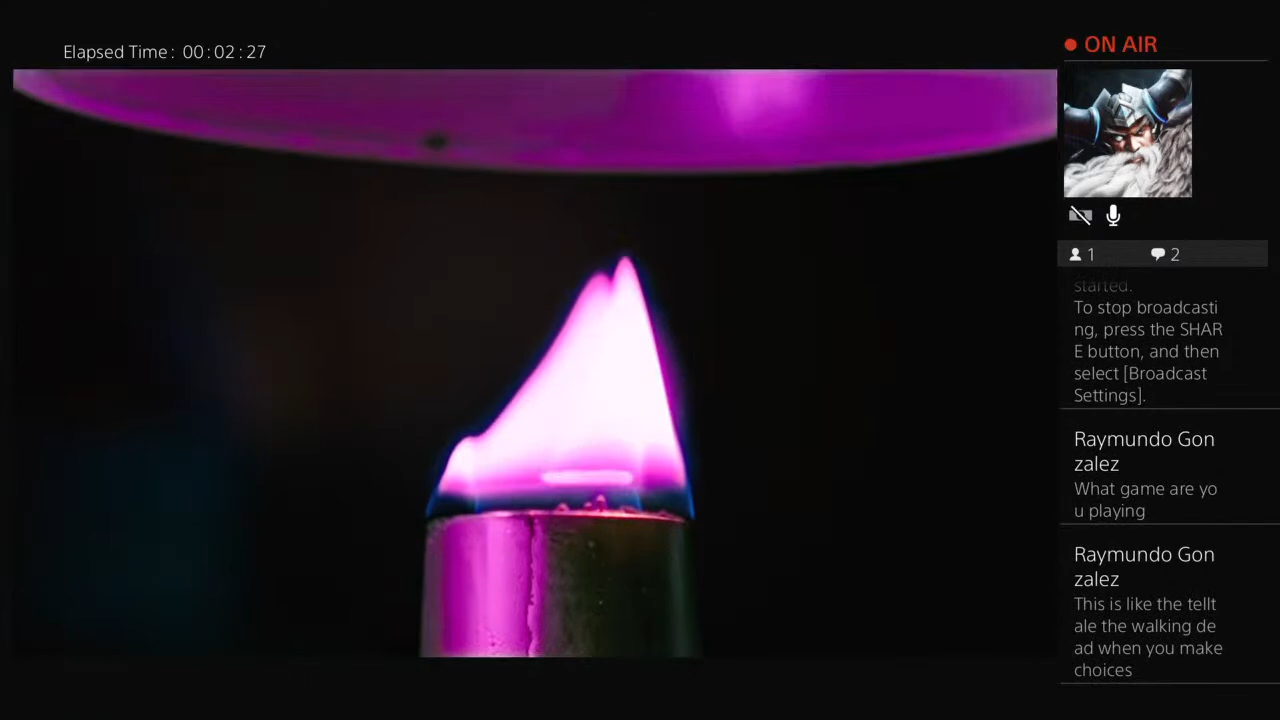 Elapsed Time: 00:02:27
ON AIR
1
2
started.
To stop broadcasti
ng, press the SHAR
E button, and then
select [Broadcast
Settings].
Raymundo Gon
zalez
What game are yo
u playing
Raymundo Gon
zalez
This is like the tellt
ale the walking de
ad when you make
choices